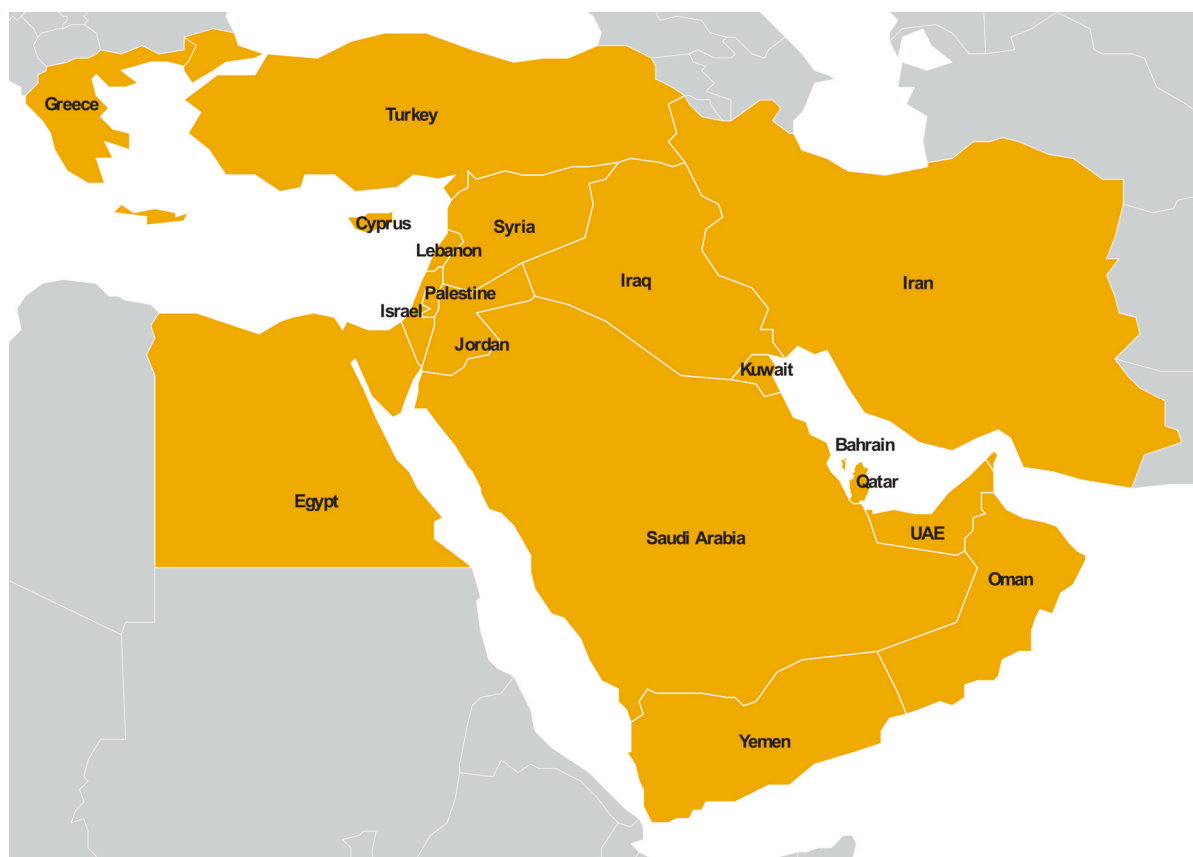 Greece
Turkey
Cyprus
Syria
Lebanon
Iraq
Iran
Palestine
Israel
Jordan
Kuwait
Bahrain
Qatar
Egypt
UAE
Saudi Arabia
Oman
Yemen